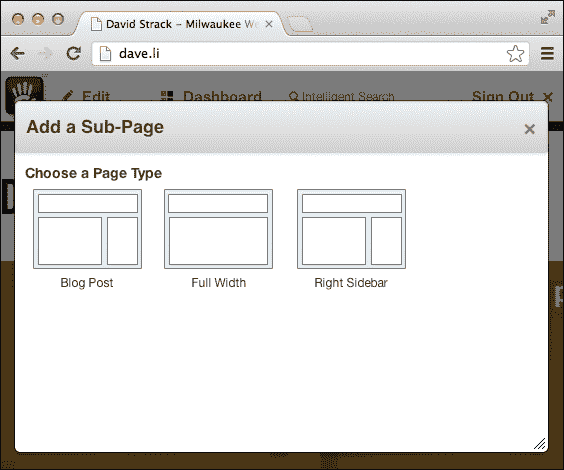 David Strack – Milwaukee We
dave.li
Edit Dashboard Intelligent Search Sign Out
Add a Sub-Page
Choose a Page Type
Blog Post Full Width Right Sidebar